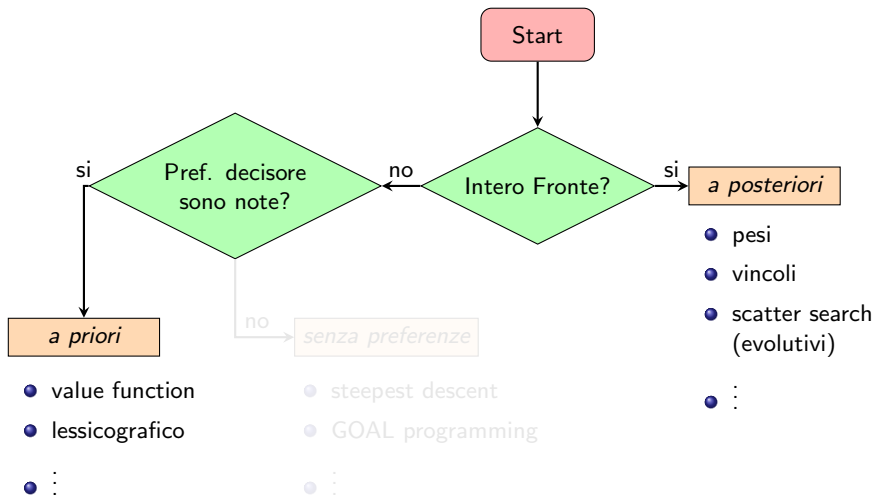 Start
Intero Fronte?
si
a posteriori
pesi
vincoli
scatter search
(evolutivi)
⋮
no
Pref. decisore
sono note?
si
a priori
value function
lessicografico
⋮
no
senza preferenze
steepest descent
GOAL programming
⋮